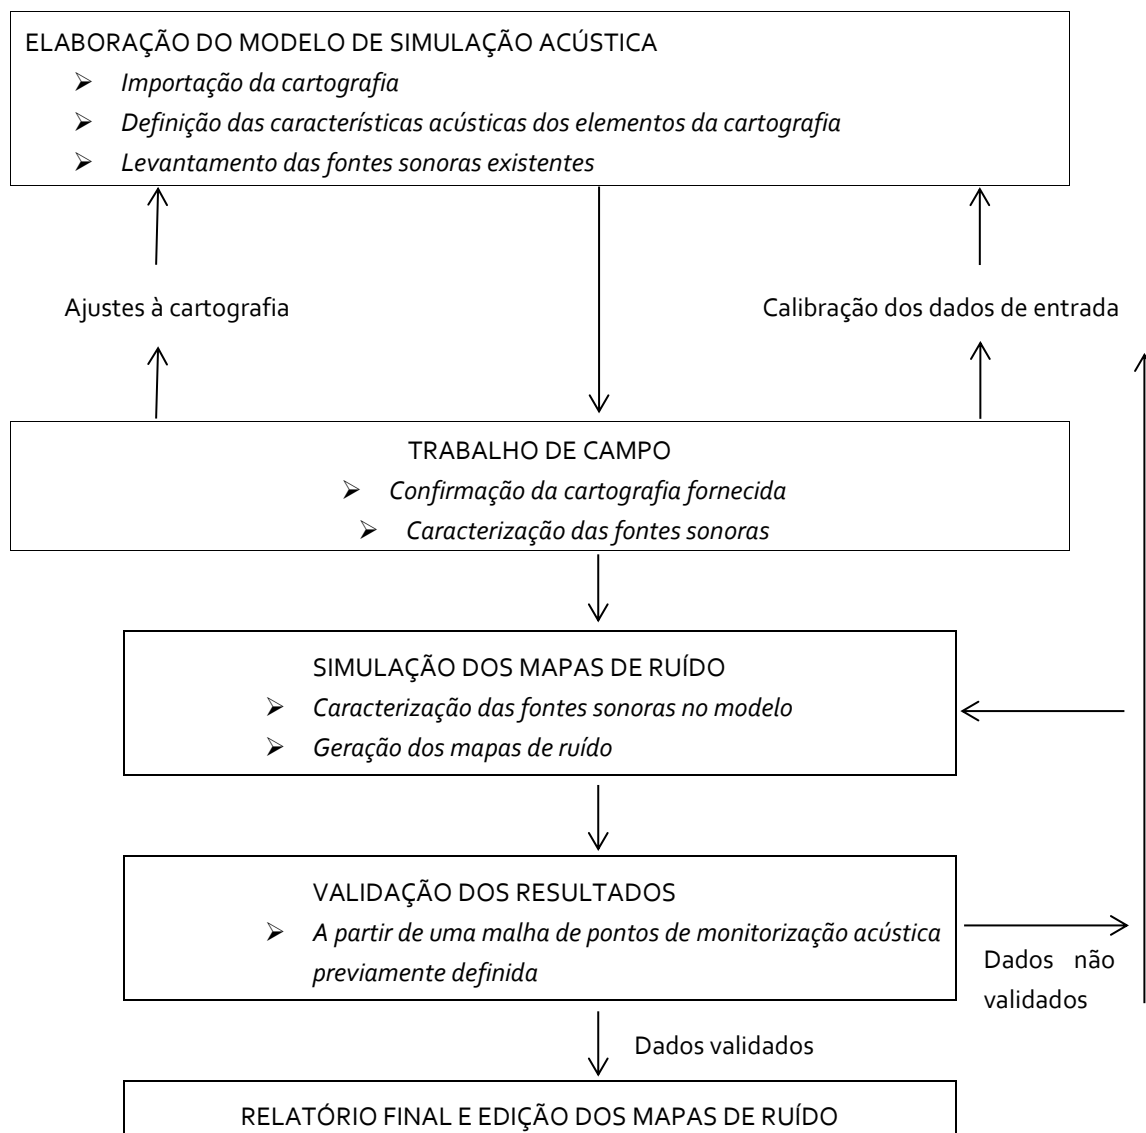 ELABORAÇÃO DO MODELO DE SIMULAÇÃO ACÚSTICA
➢ Importação da cartografia
➢ Definição das características acústicas dos elementos da cartografia
➢ Levantamento das fontes sonoras existentes
Ajustes à cartografia
Calibração dos dados de entrada
TRABALHO DE CAMPO
➢ Confirmação da cartografia fornecida
➢ Caracterização das fontes sonoras
SIMULAÇÃO DOS MAPAS DE RUÍDO
➢ Caracterização das fontes sonoras no modelo
➢ Geração dos mapas de ruído
VALIDAÇÃO DOS RESULTADOS
➢ A partir de uma malha de pontos de monitorização acústica
previamente definida
Dados não
validados
Dados validados
RELATÓRIO FINAL E EDIÇÃO DOS MAPAS DE RUÍDO